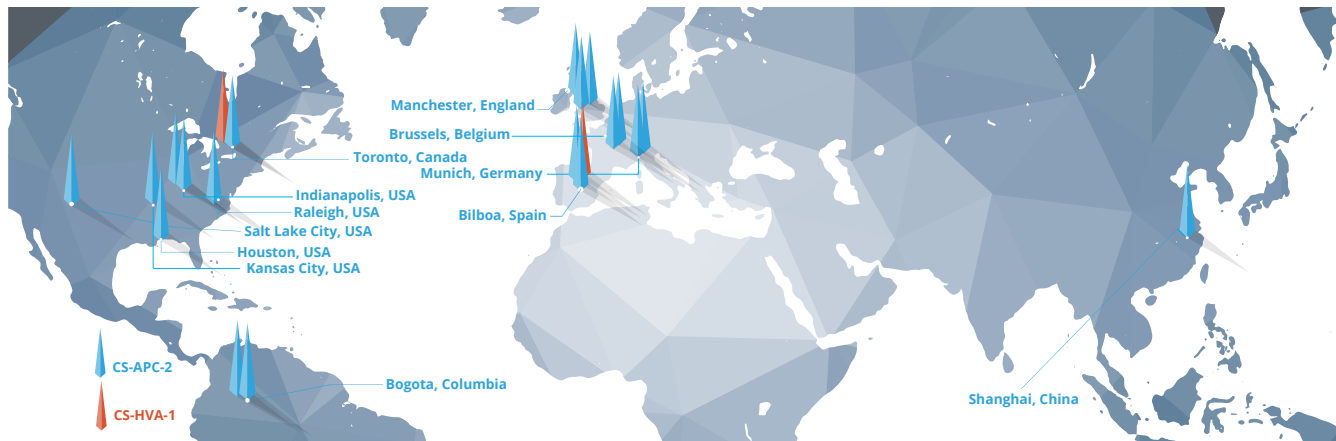 Manchester, England
Brussels, Belgium
Toronto, Canada
Munich, Germany
Indianapolis, USA
Raleigh, USA
Bilboa, Spain
Salt Lake City, USA
Houston, USA
Kansas City, USA
CS-APC-2
Bogota, Columbia
Shanghai, China
CS-HVA-1